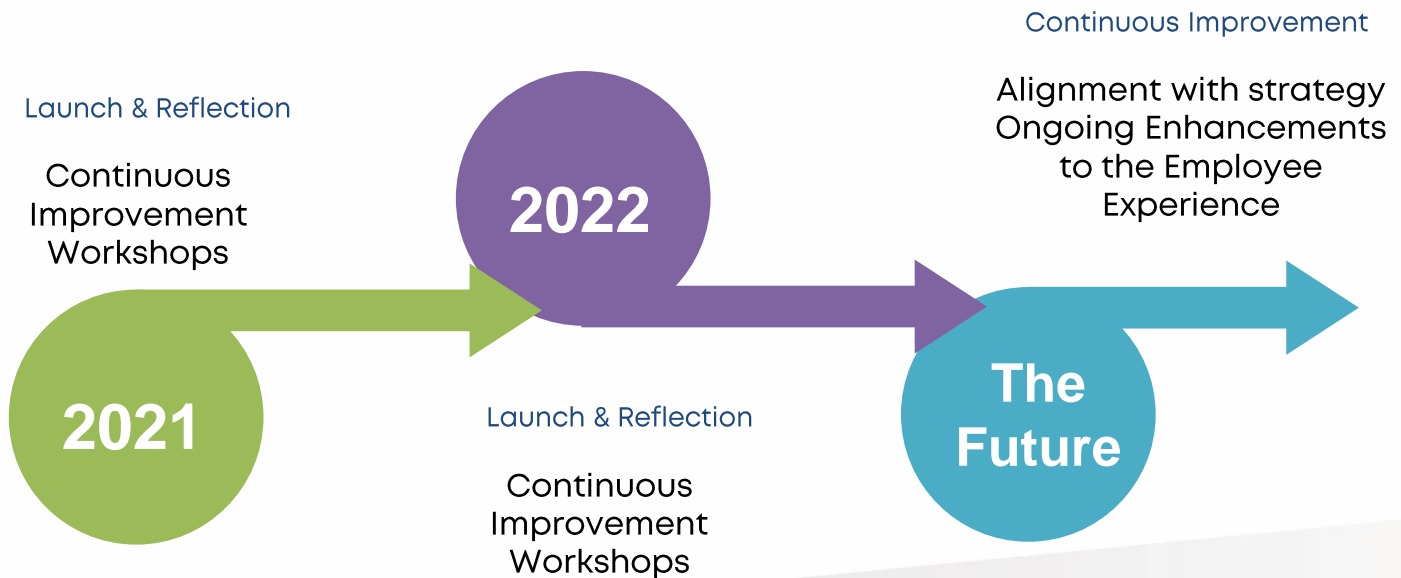 Launch & Reflection
Continuous
Improvement
Workshops
2021
2022
Launch & Reflection
Continuous
Improvement
Workshops
Continuous Improvement
Alignment with strategy
Ongoing Enhancements
to the Employee
Experience
The
Future